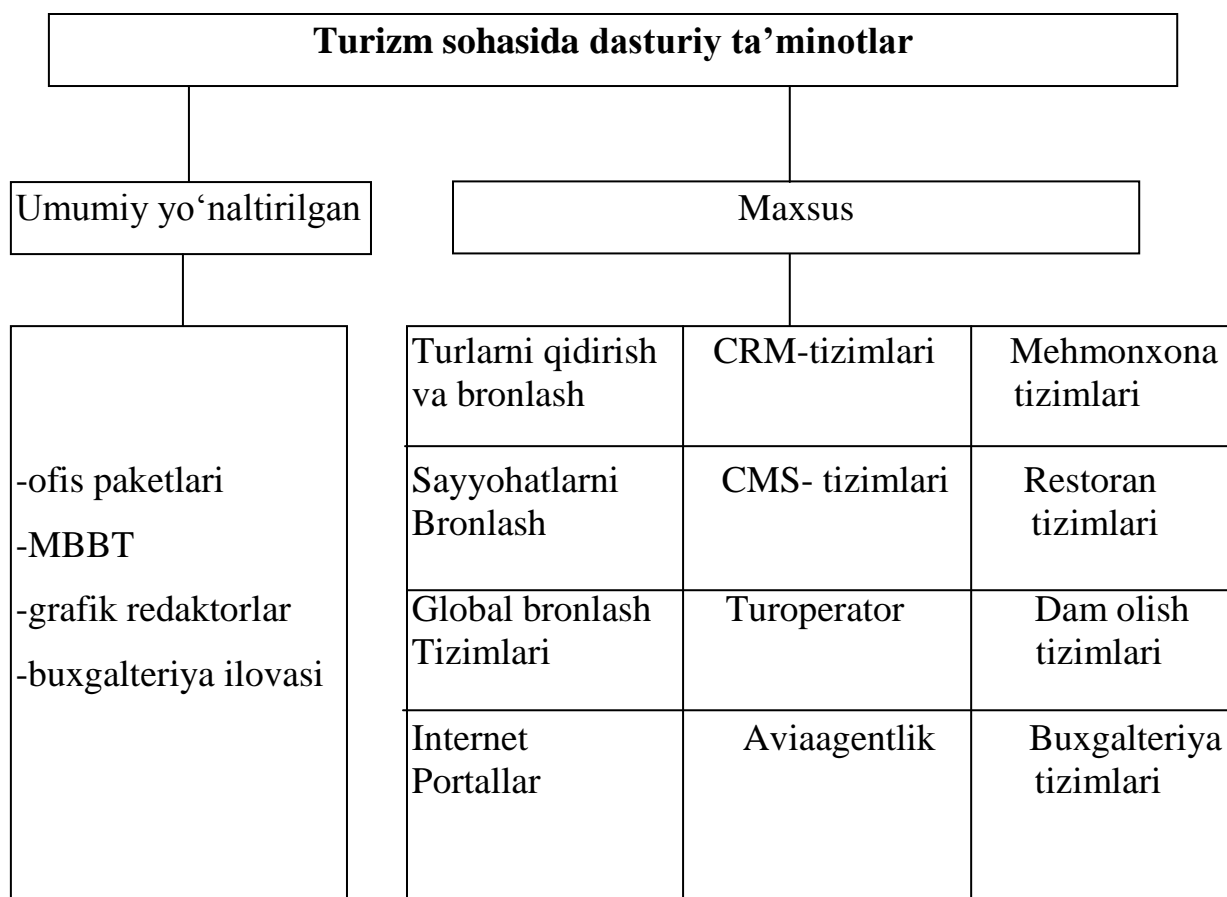 Turizm sohasida dasturiy ta’minotlar
Umumiy yo‘naltirilgan
Maxsus
-ofis paketlari
-MBBT
-grafik redaktorlar
-buxgalteriya ilovasi
Turlarni qidirish
va bronlash
CRM-tizimlari
Mehmonxona
tizimlari
Sayyohatlarni
Bronlash
CMS- tizimlari
Restoran
tizimlari
Global bronlash
Tizimlari
Turoperator
Dam olish
tizimlari
Internet
Portallar
Aviaagentlik
Buxgalteriya
tizimlari